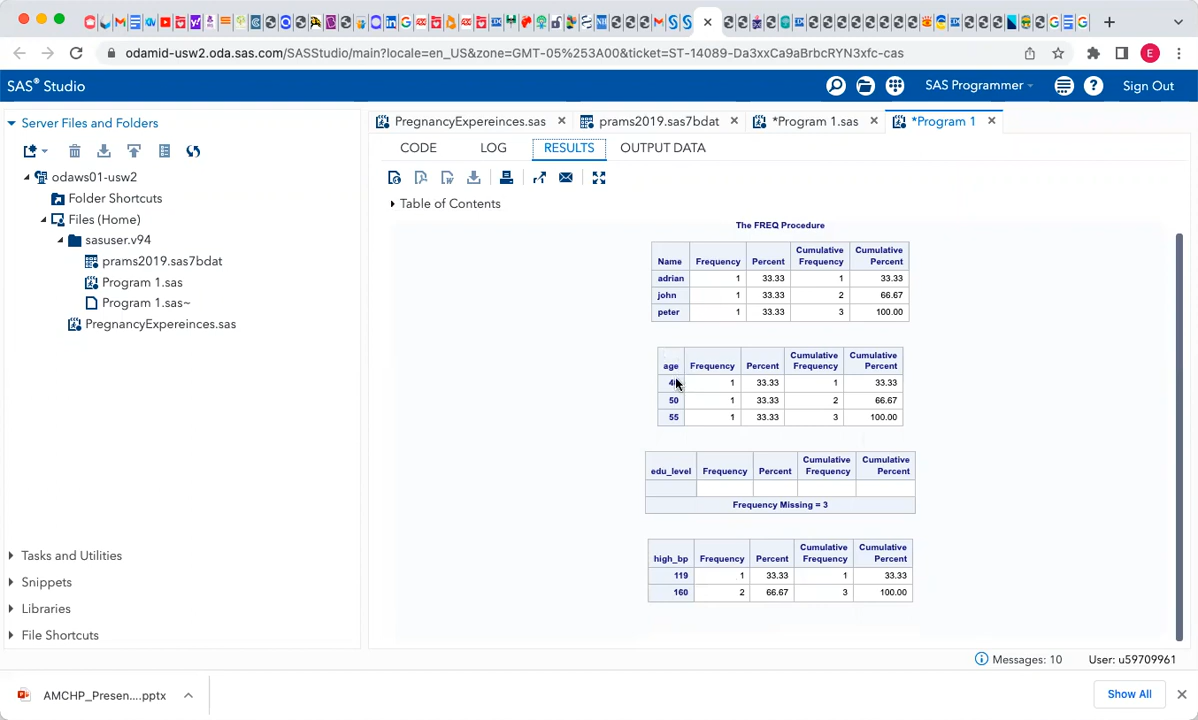 odamid-usw2.oda.sas.com/SASStudio/main?locale=en_US&zone=GMT-05%253A00&ticket=ST-14089-Da3xxCa9aBrbcRYN3xfc-cas
E
SAS® Studio
SAS Programmer
Sign Out
Server Files and Folders
odaws01-usw2
Folder Shortcuts
Files (Home)
sasuser.v94
prams2019.sas7bdat
Program 1.sas
Program 1.sas~
PregnancyExpereinces.sas
Tasks and Utilities
Snippets
Libraries
File Shortcuts
PregnancyExpereinces.sas
prams2019.sas7bdat
*Program 1.sas
*Program 1
CODE LOG RESULTS OUTPUT DATA
Table of Contents
The FREQ Procedure
Name Frequency Percent Cumulative Frequency Cumulative Percent
adrian 1 33.33 1 33.33
john 1 33.33 2 66.67
peter 1 33.33 3 100.00
age Frequency Percent Cumulative Frequency Cumulative Percent
1 33.33 1 33.33
50 1 33.33 2 66.67
55 1 33.33 3 100.00
edu_level Frequency Percent Cumulative Frequency Cumulative Percent
Frequency Missing = 3
high_bp Frequency Percent Cumulative Frequency Cumulative Percent
119 1 33.33 1 33.33
160 2 66.67 3 100.00
Messages: 10 User: u59709961
AMCHP_Presen....pptx
Show All